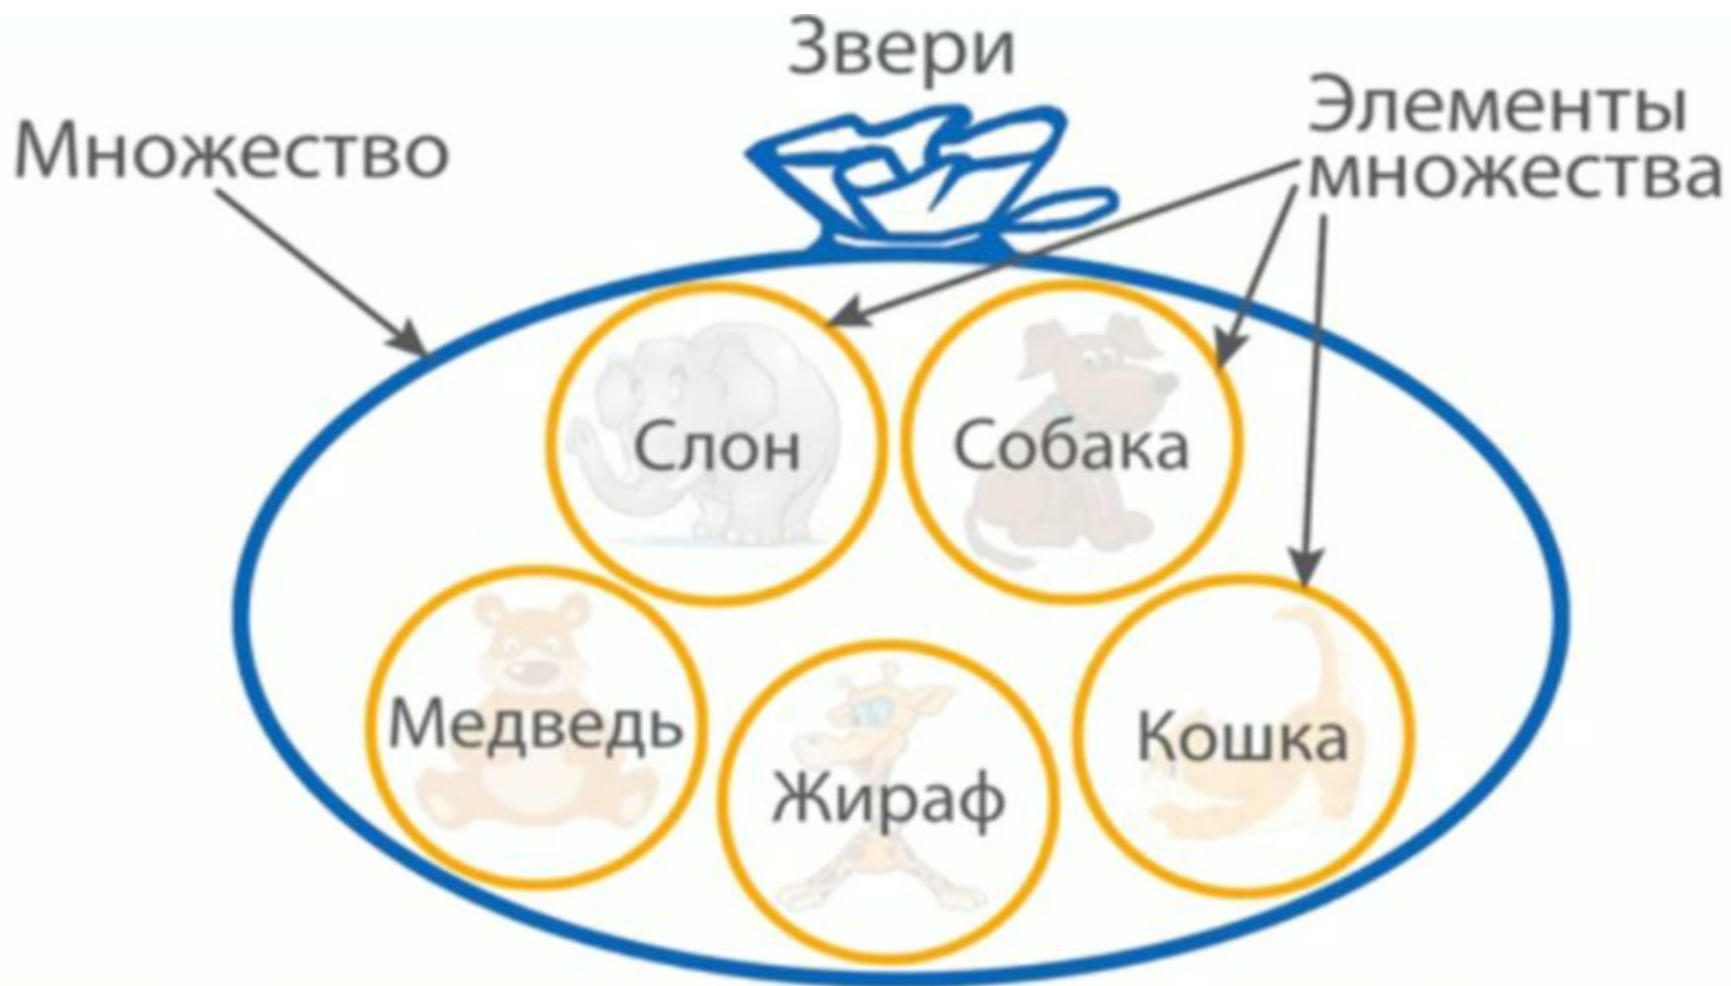 Звери
Множество
Элементы
множества
Слон
Собака
Медведь
Жираф
Кошка